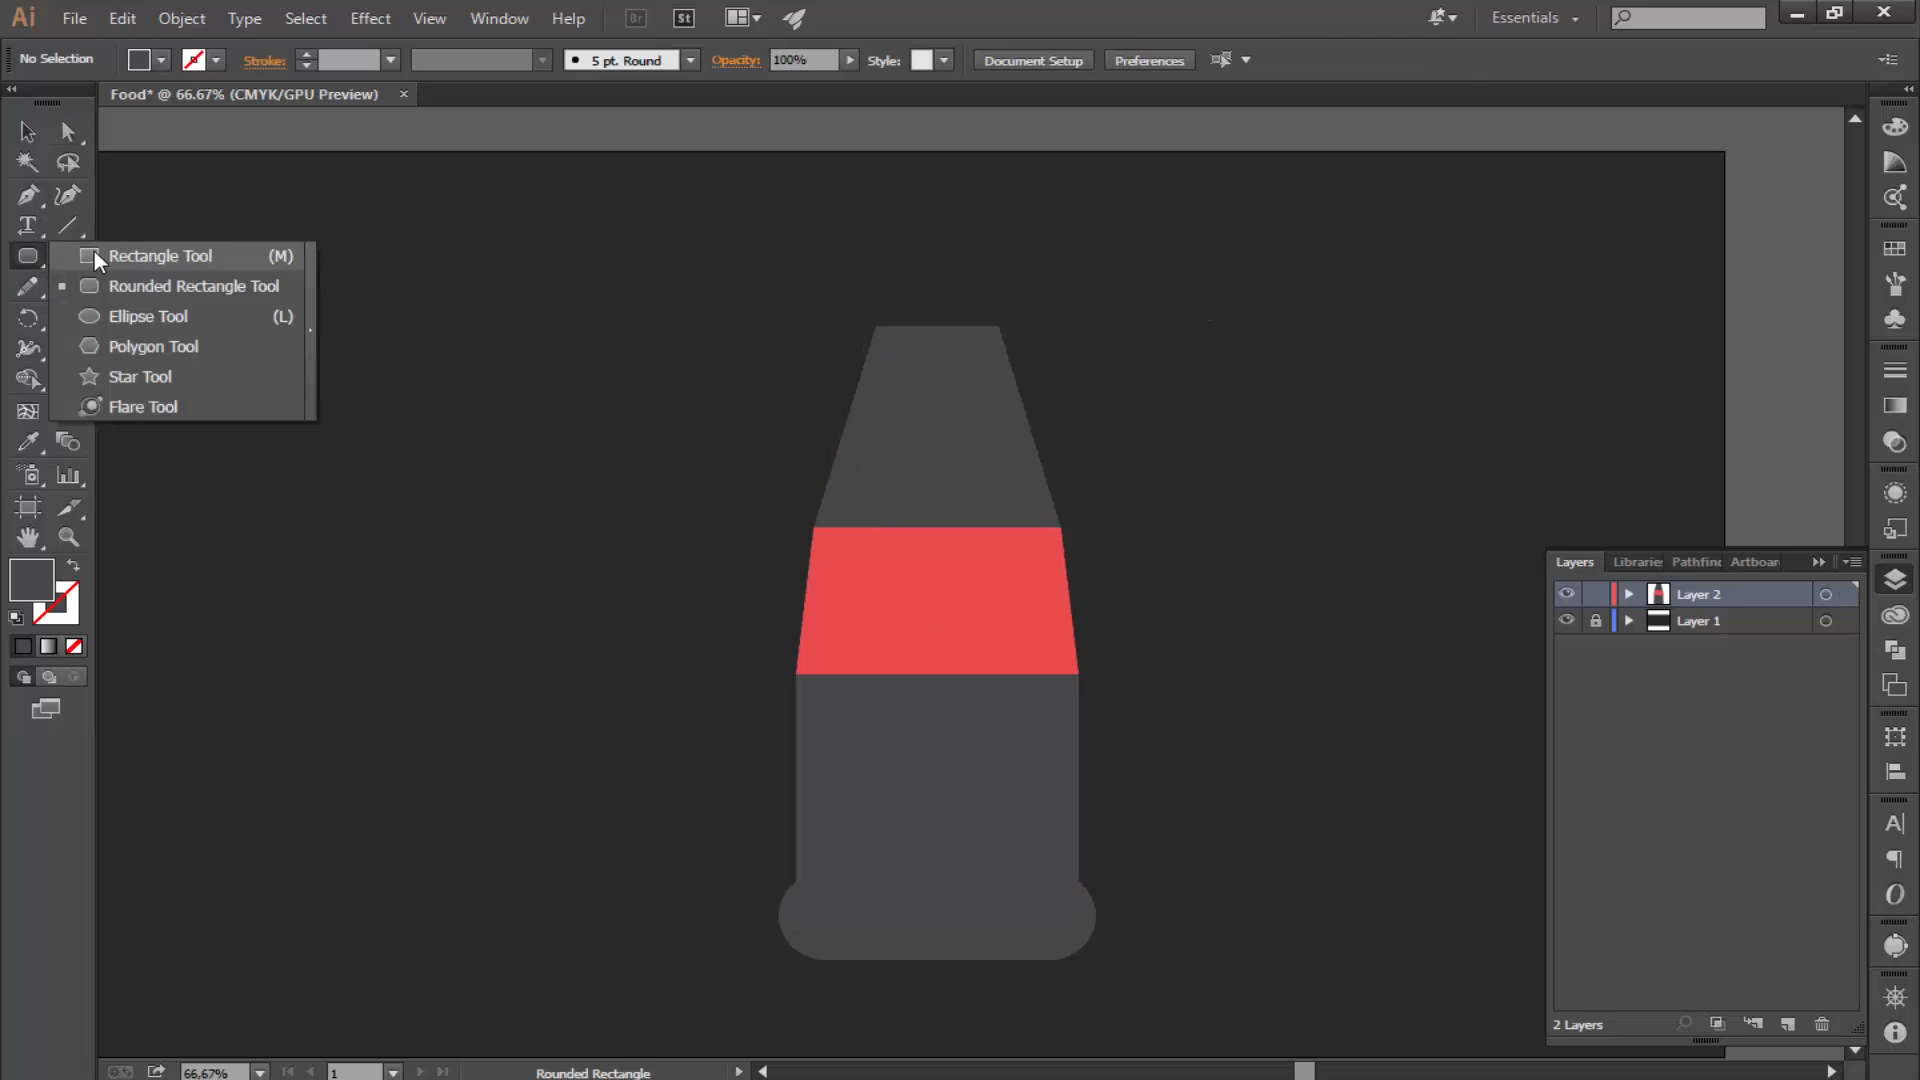 Ai File Edit Object Type Select Effect View Window Help Br St Essentials
No Selection Stroke: 5 pt. Round Opacity: 100% Style: Document Setup Preferences
Food* @ 66.67% (CMYK/GPU Preview) ×
Rectangle Tool (M)
Rounded Rectangle Tool
Ellipse Tool (L)
Polygon Tool
Star Tool
Flare Tool
Layers Librarie Pathfind Artboar
Layer 2
Layer 1
2 Layers
66,67% 1 Rounded Rectangle